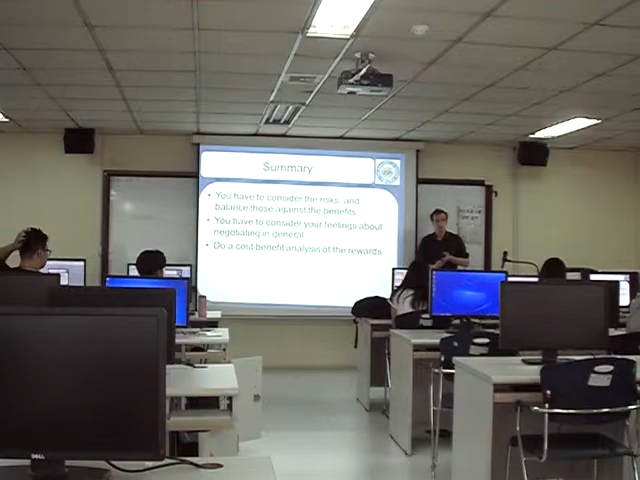 Summary
• You have to consider the risks, and
balance those against the benefits.
• You have to consider your feelings about
negotiating in general
• Do a cost benefit analysis of the rewards
DELL